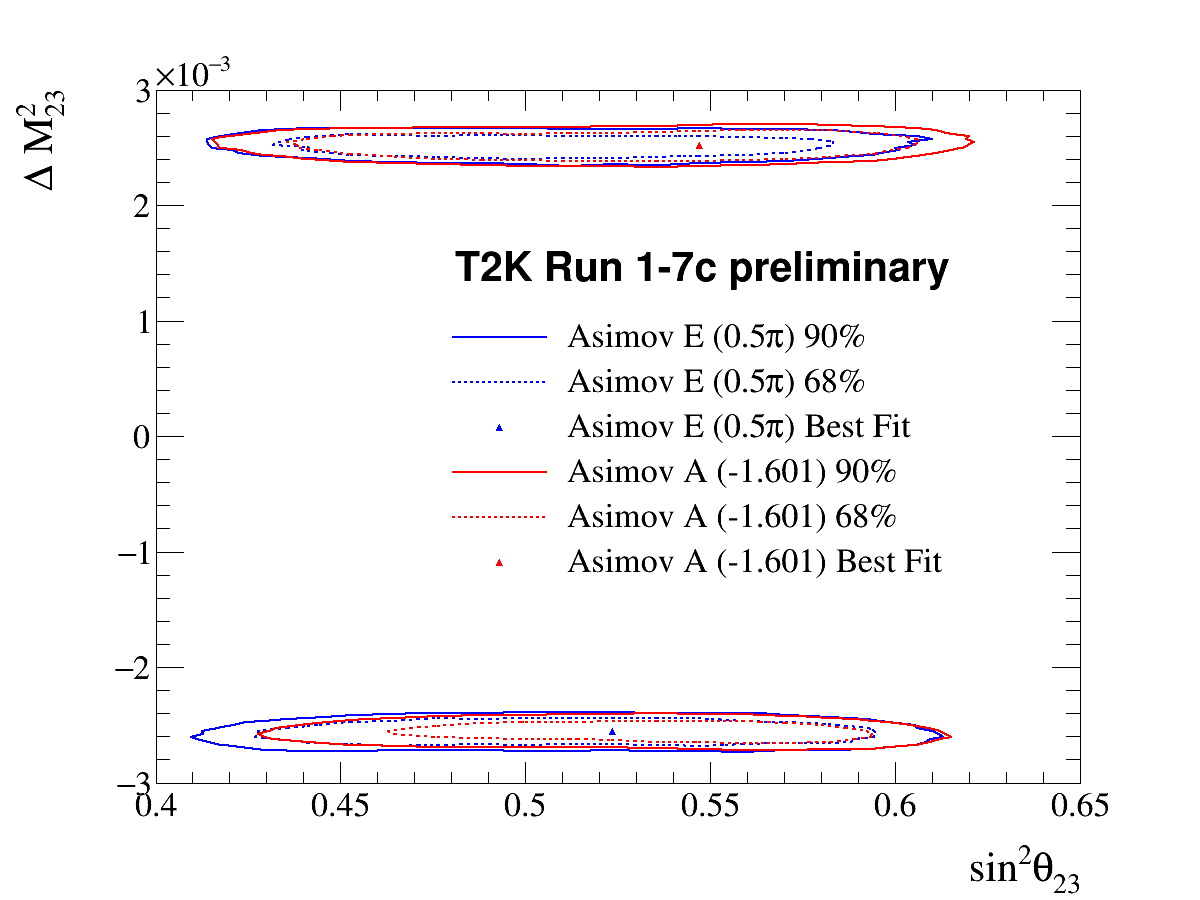 3 ×10⁻³
Δ M²₂₃
2
1
0
−1
−2
−3
T2K Run 1-7c preliminary
Asimov E (0.5π) 90%
Asimov E (0.5π) 68%
Asimov E (0.5π) Best Fit
Asimov A (-1.601) 90%
Asimov A (-1.601) 68%
Asimov A (-1.601) Best Fit
0.4 0.45 0.5 0.55 0.6 0.65
sin²θ₂₃